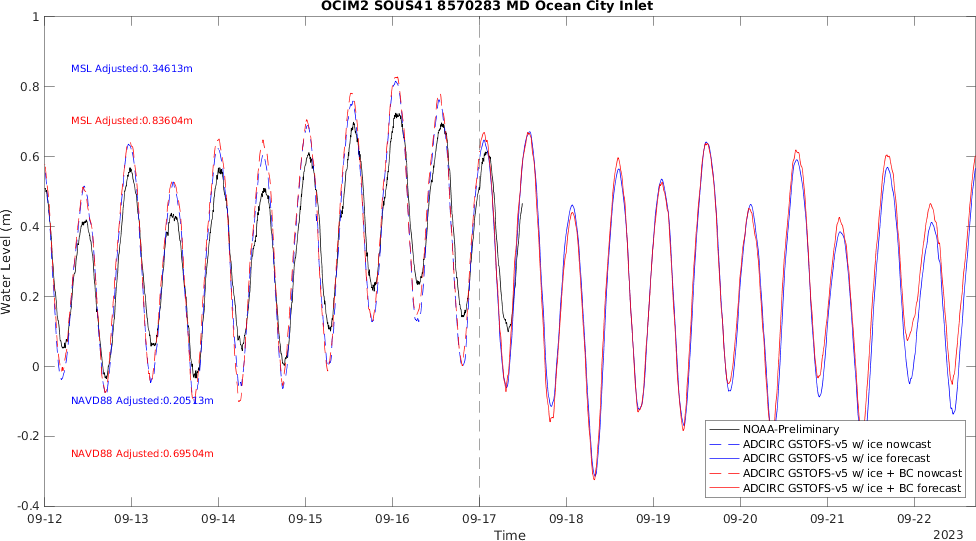 OCIM2 SOUS41 8570283 MD Ocean City Inlet
1
0.8
0.6
0.4
0.2
0
-0.2
-0.4
Water Level (m)
MSL Adjusted:0.34613m
MSL Adjusted:0.83604m
NAVD88 Adjusted:0.20513m
NAVD88 Adjusted:0.69504m
NOAA-Preliminary
ADCIRC GSTOFS-v5 w/ ice nowcast
ADCIRC GSTOFS-v5 w/ ice forecast
ADCIRC GSTOFS-v5 w/ ice + BC nowcast
ADCIRC GSTOFS-v5 w/ ice + BC forecast
09-12 09-13 09-14 09-15 09-16 09-17 09-18 09-19 09-20 09-21 09-22
Time
2023